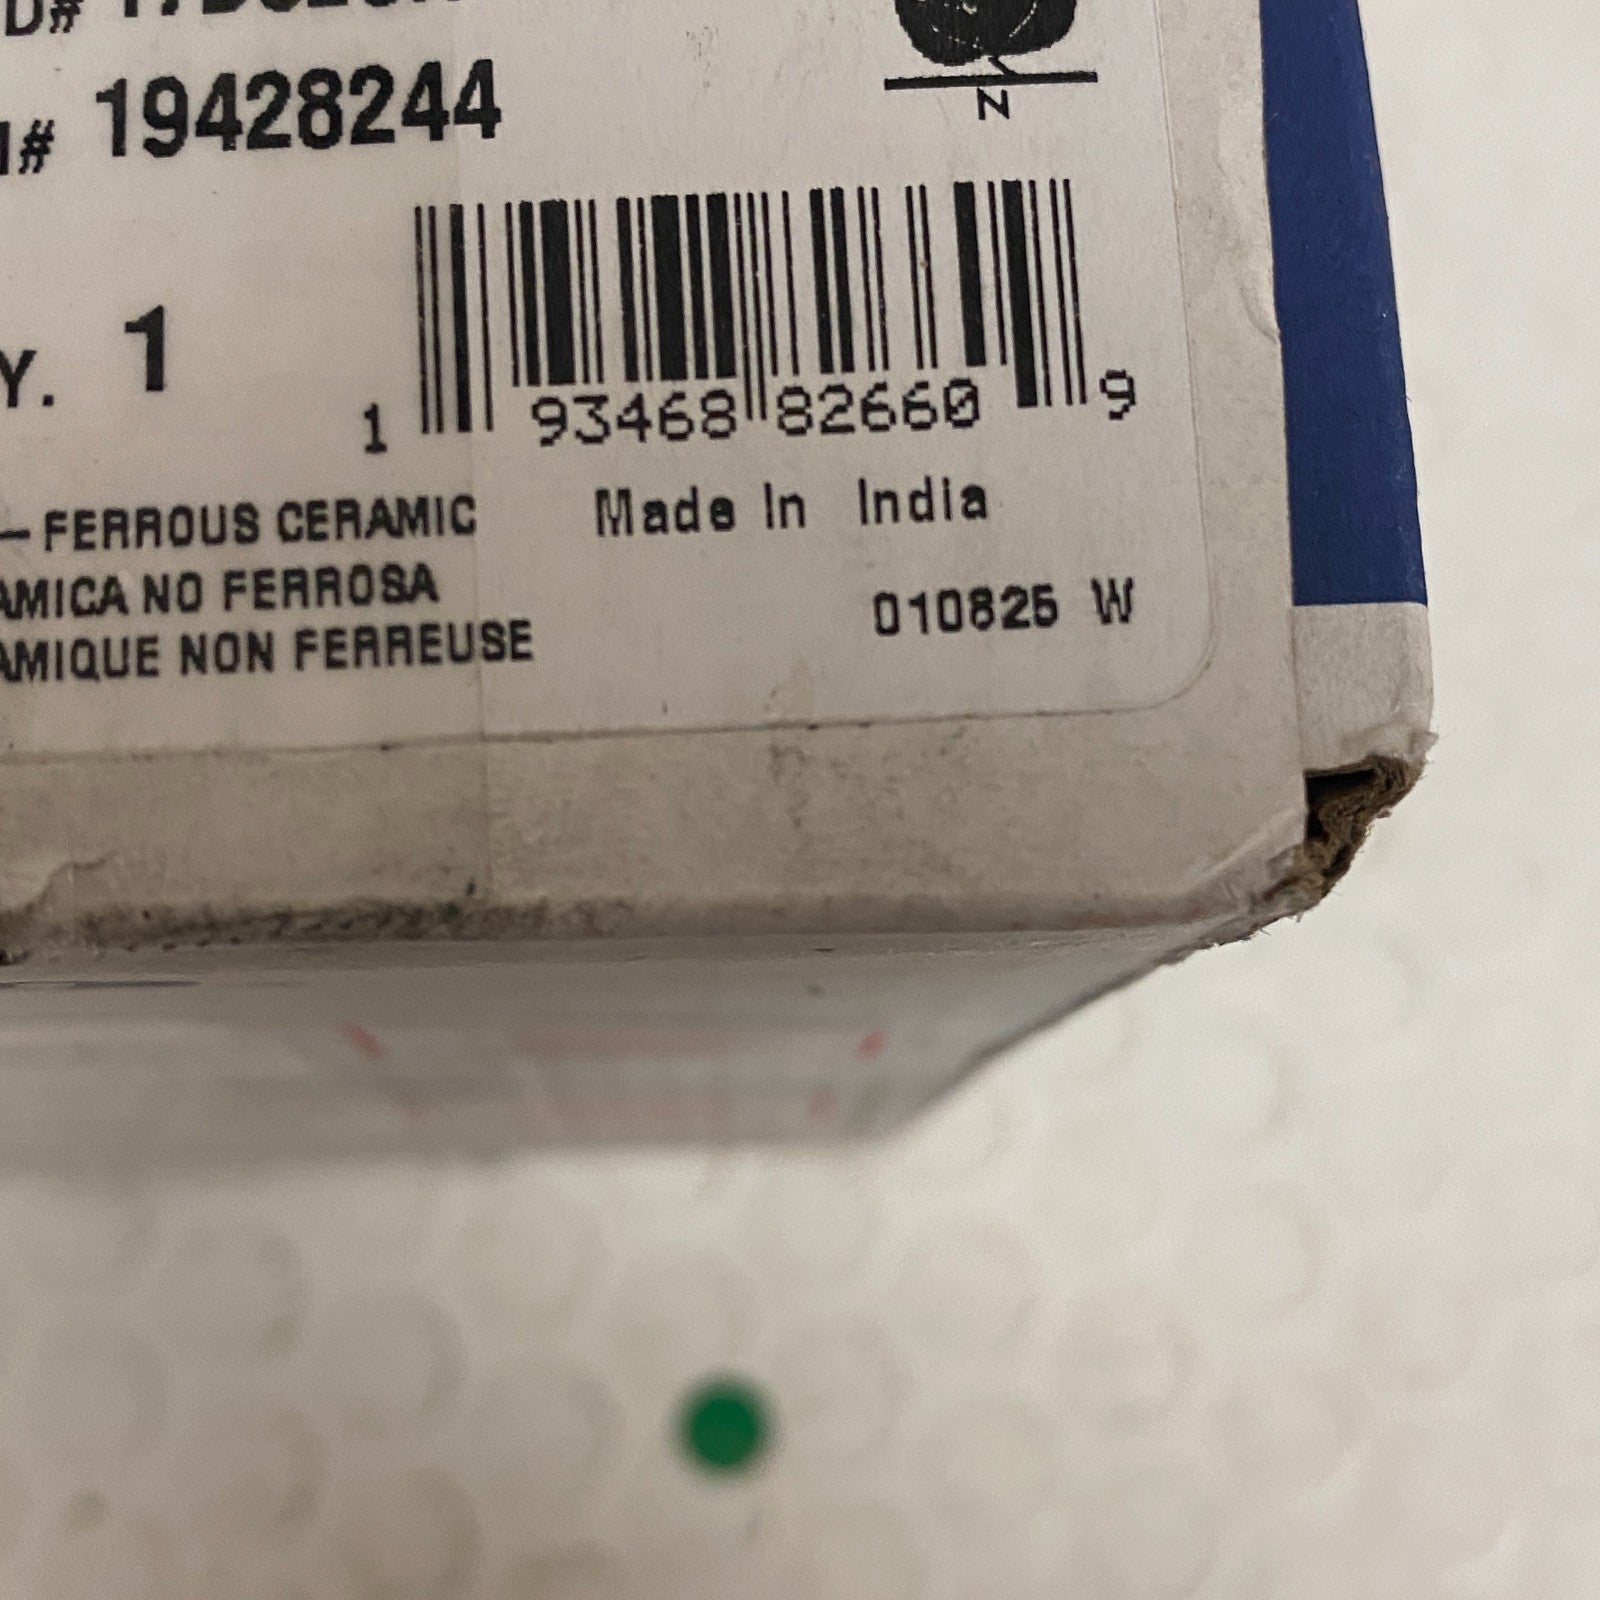 D#
N
# 19428244
Y. 1
1 93468 82660 9
– FERROUS CERAMIC
Made In India
AMICA NO FERROSA
010825 W
AMIQUE NON FERREUSE